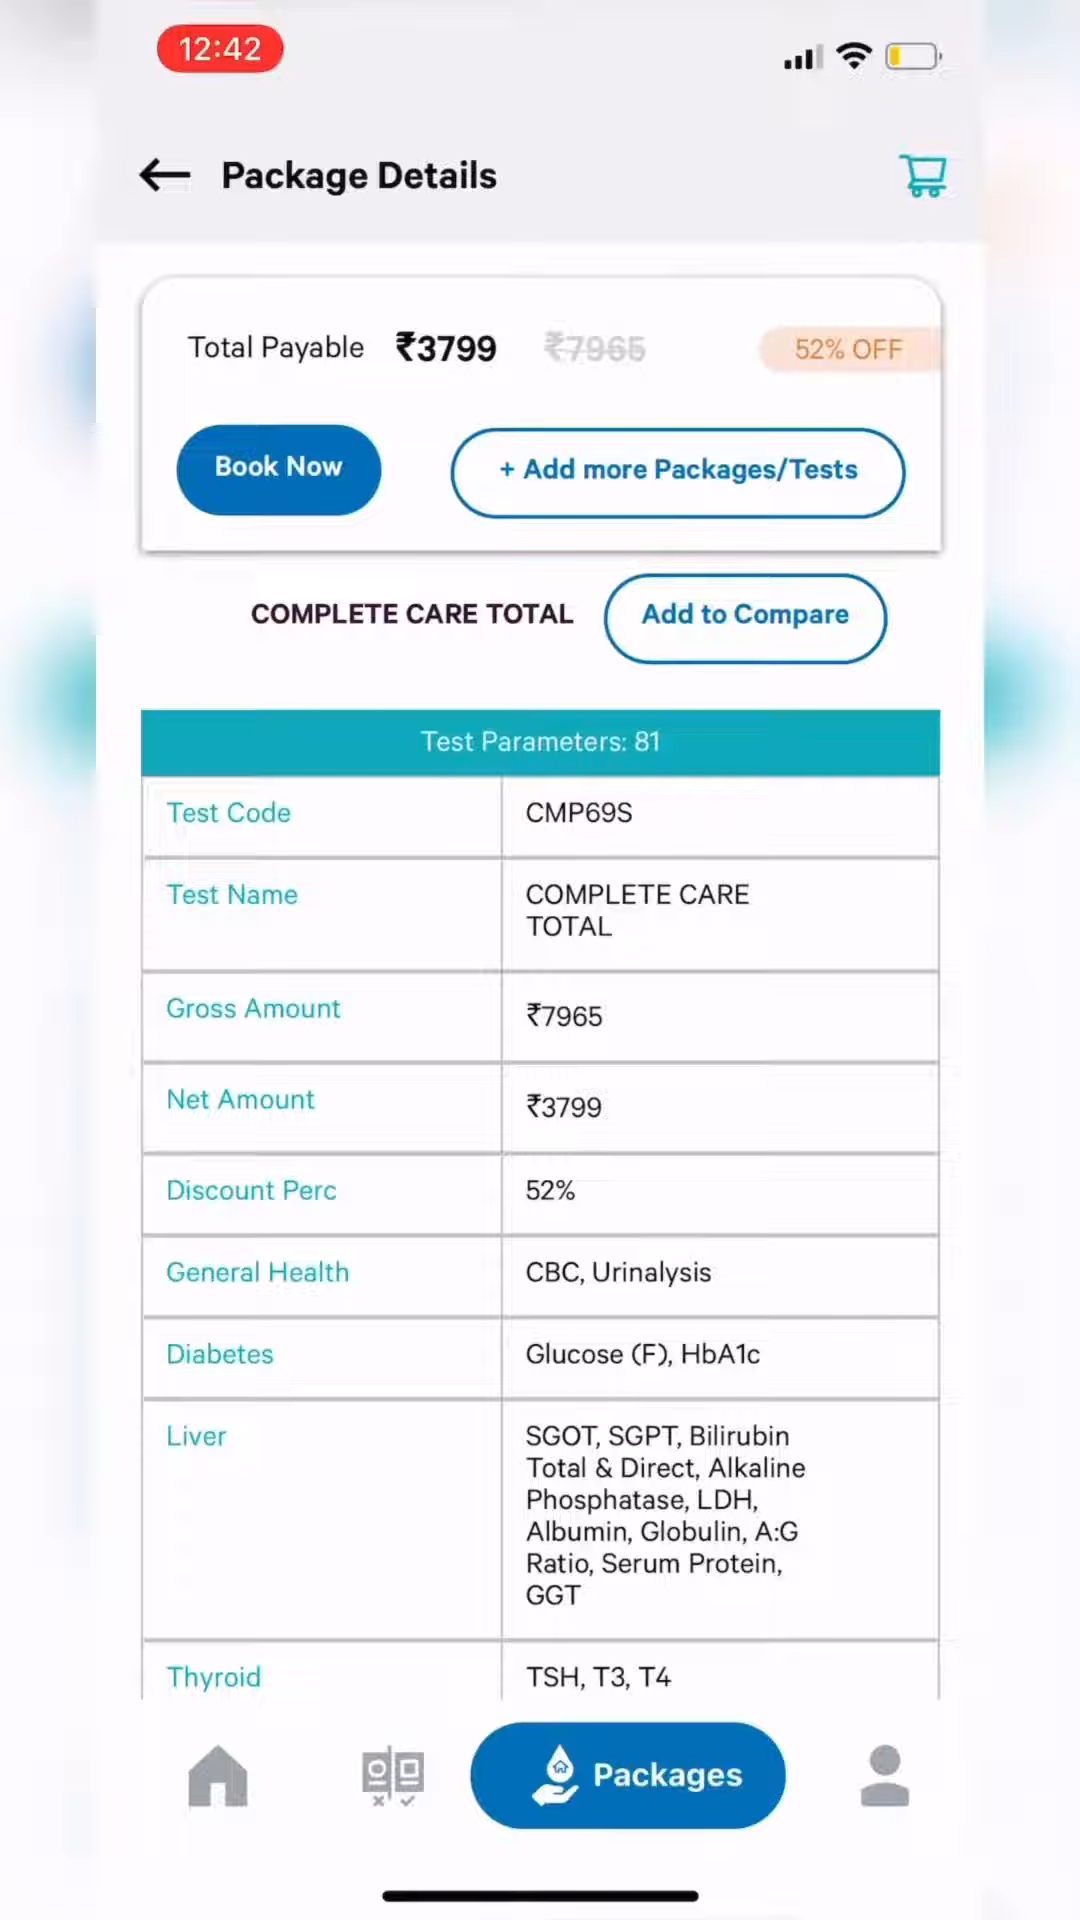 12:42
Package Details
Total Payable ₹3799 ₹7965 52% OFF
Book Now + Add more Packages/Tests
COMPLETE CARE TOTAL Add to Compare
Test Parameters: 81
Test Code CMP69S
Test Name COMPLETE CARE
TOTAL
Gross Amount ₹7965
Net Amount ₹3799
Discount Perc 52%
General Health CBC, Urinalysis
Diabetes Glucose (F), HbA1c
Liver SGOT, SGPT, Bilirubin
Total & Direct, Alkaline
Phosphatase, LDH,
Albumin, Globulin, A:G
Ratio, Serum Protein,
GGT
Thyroid TSH, T3, T4
Packages